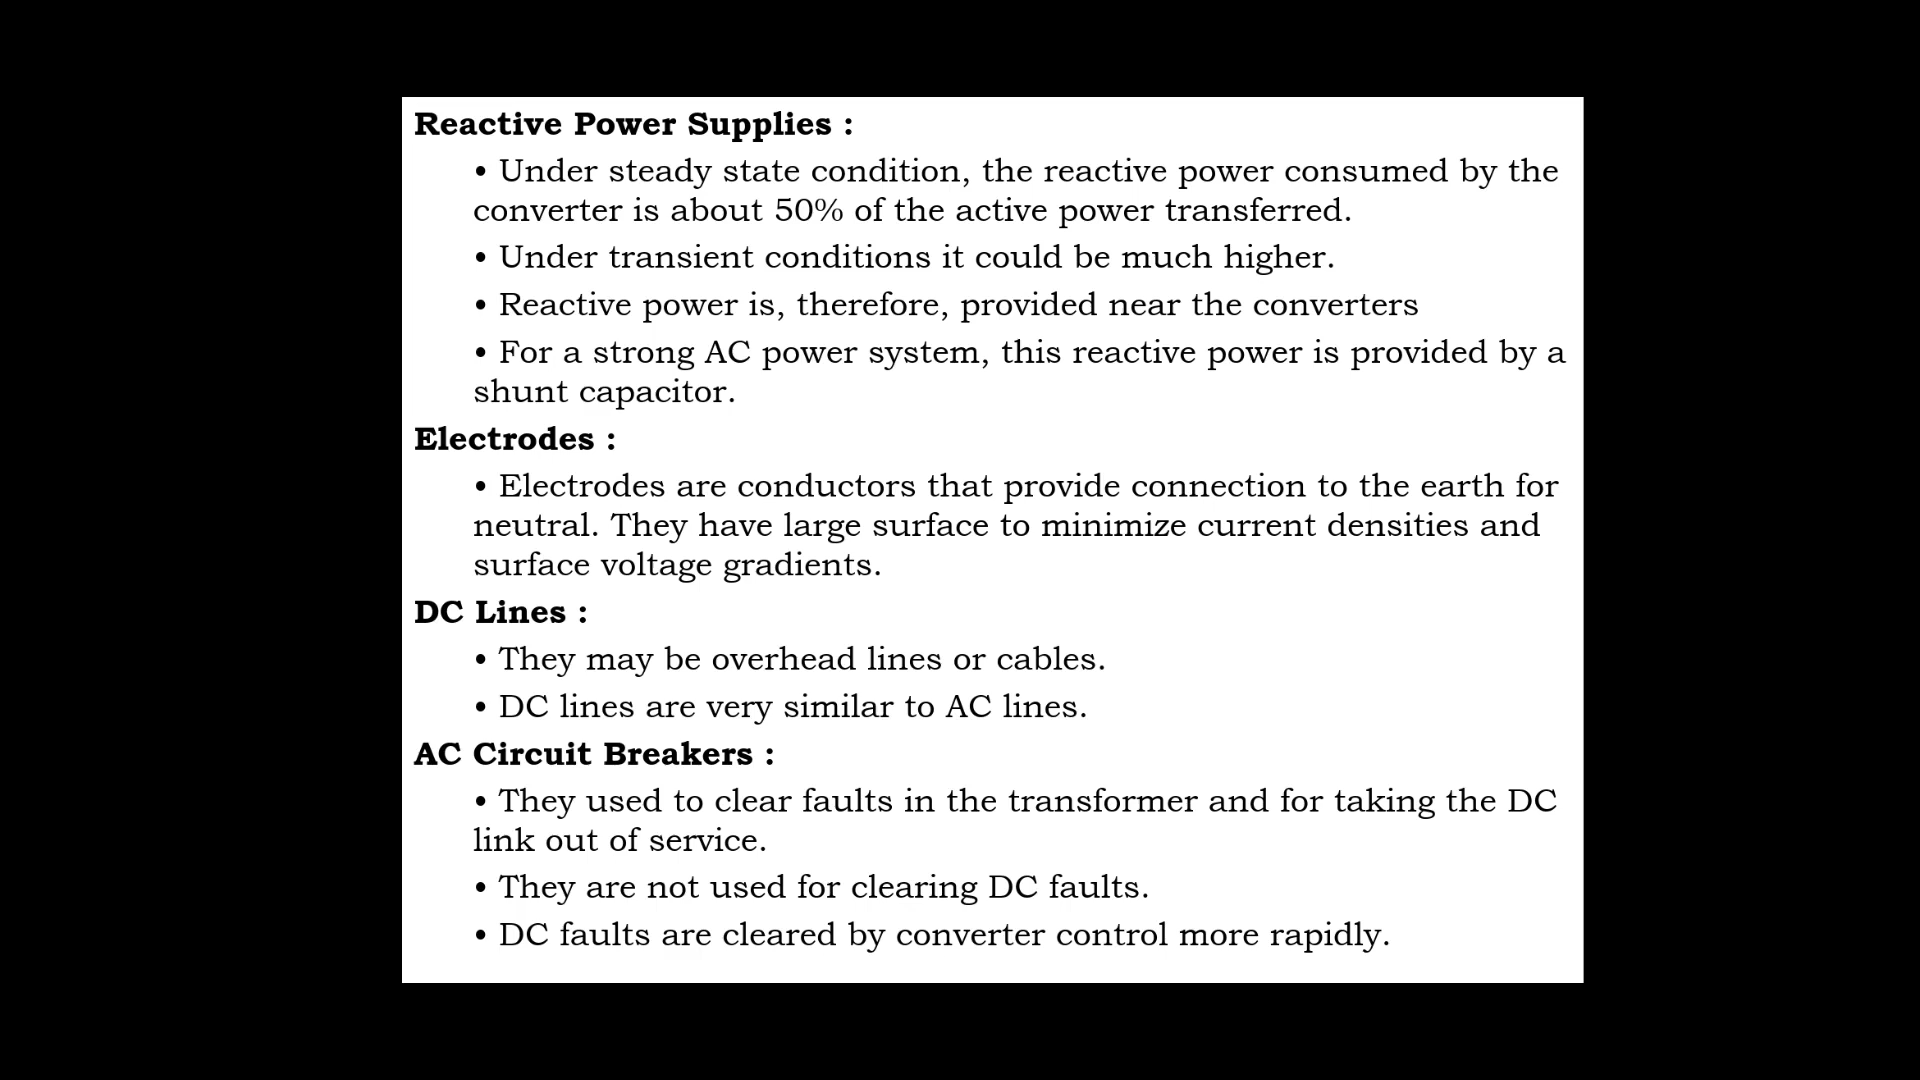 Reactive Power Supplies :
• Under steady state condition, the reactive power consumed by the
converter is about 50% of the active power transferred.
• Under transient conditions it could be much higher.
• Reactive power is, therefore, provided near the converters
• For a strong AC power system, this reactive power is provided by a
shunt capacitor.
Electrodes :
• Electrodes are conductors that provide connection to the earth for
neutral. They have large surface to minimize current densities and
surface voltage gradients.
DC Lines :
• They may be overhead lines or cables.
• DC lines are very similar to AC lines.
AC Circuit Breakers :
• They used to clear faults in the transformer and for taking the DC
link out of service.
• They are not used for clearing DC faults.
• DC faults are cleared by converter control more rapidly.